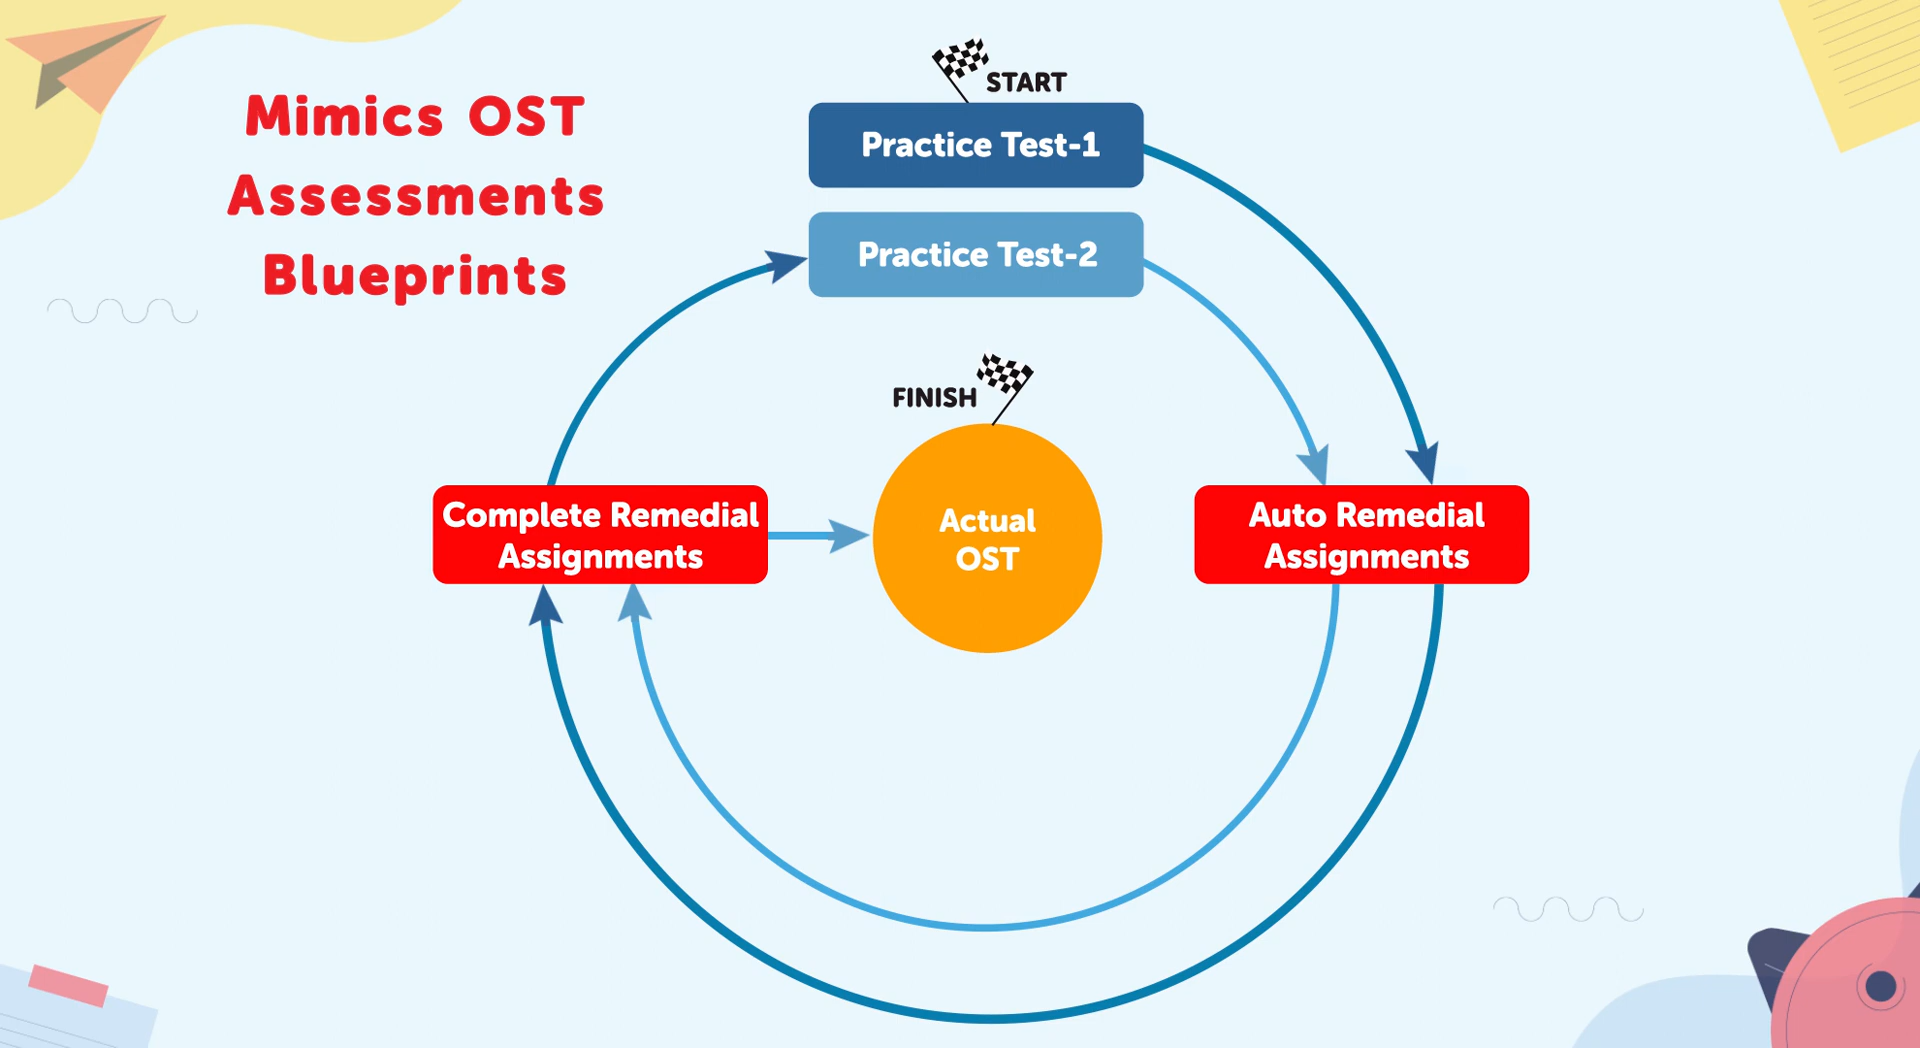 Mimics OST
Assessments
Blueprints
START
Practice Test-1
Practice Test-2
FINISH
Complete Remedial
Assignments
Actual
OST
Auto Remedial
Assignments